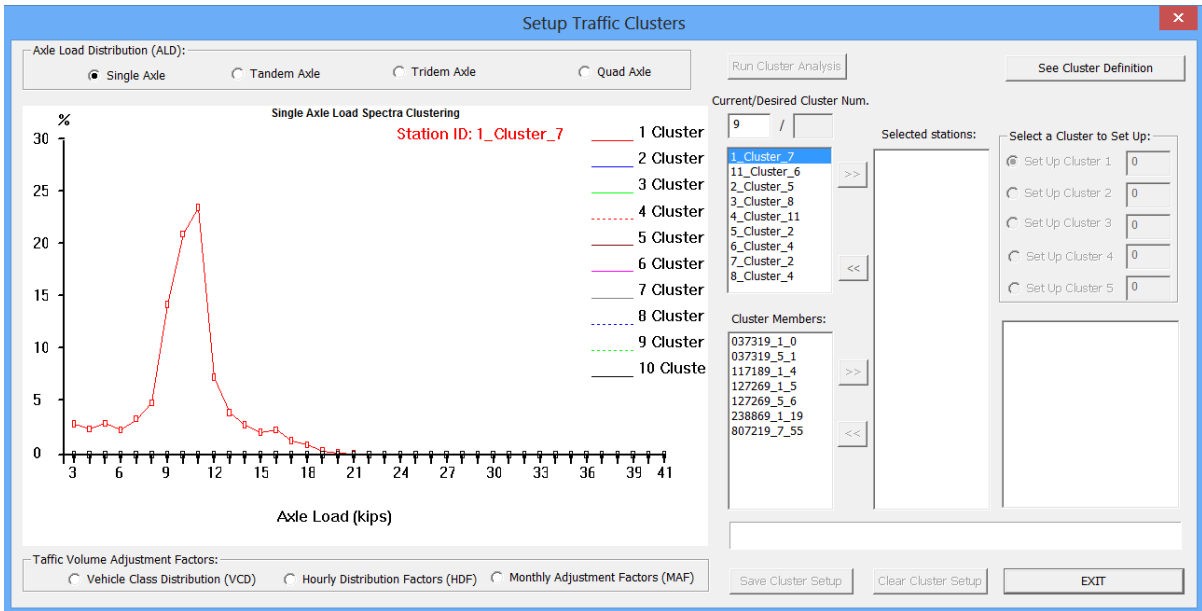 Setup Traffic Clusters
x
Axle Load Distribution (ALD):
Single Axle
Tandem Axle
Tridem Axle
Quad Axle
Run Cluster Analysis
See Cluster Definition
Single Axle Load Spectra Clustering
%
Station ID: 1_Cluster_7
30
25
20
15
10
5
0
3 6 9 12 15 18 21 24 27 30 33 36 39 41
Axle Load (kips)
1 Cluster
2 Cluster
3 Cluster
4 Cluster
5 Cluster
6 Cluster
7 Cluster
8 Cluster
9 Cluster
10 Cluste
Current/Desired Cluster Num.
9 /
1_Cluster_7
11_Cluster_6
2_Cluster_5
3_Cluster_8
4_Cluster_11
5_Cluster_2
6_Cluster_4
7_Cluster_2
8_Cluster_4
>>
<<
Cluster Members:
037319_1_0
037319_5_1
117189_1_4
127269_1_5
127269_5_6
238869_1_19
807219_7_55
>>
<<
Selected stations:
Select a Cluster to Set Up:
Set Up Cluster 1 0
Set Up Cluster 2 0
Set Up Cluster 3 0
Set Up Cluster 4 0
Set Up Cluster 5 0
Taffic Volume Adjustment Factors:
Vehicle Class Distribution (VCD)
Hourly Distribution Factors (HDF)
Monthly Adjustment Factors (MAF)
Save Cluster Setup
Clear Cluster Setup
EXIT